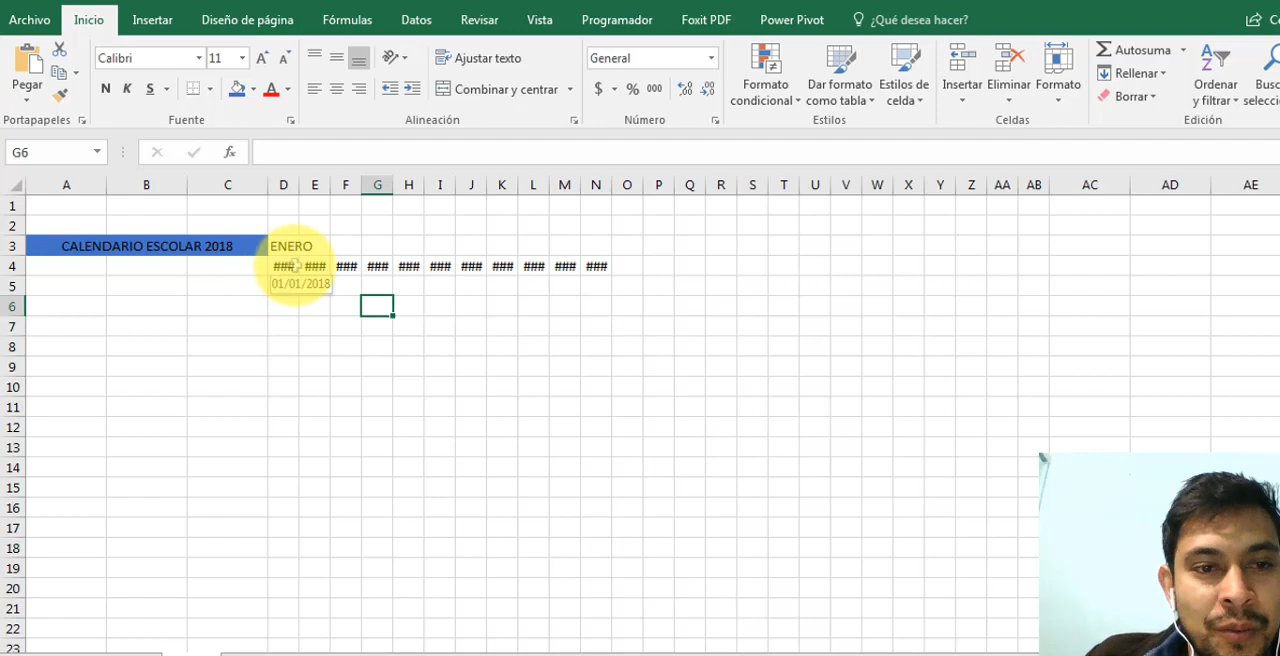 Archivo Inicio Insertar Diseño de página Fórmulas Datos Revisar Vista Programador Foxit PDF Power Pivot ¿Qué desea hacer?
Pegar
Calibri 11
N K S
Ajustar texto
Combinar y centrar
General
$ % 000
Formato condicional
Dar formato como tabla
Estilos de celda
Insertar Eliminar Formato
Autosuma
Rellenar
Borrar
Ordenar y filtrar
Portapapeles Fuente Alineación Número Estilos Celdas Edición
G6 fx
A B C D E F G H I J K L M N O P Q R S T U V W X Y Z AA AB AC AD AE
1
2
3 CALENDARIO ESCOLAR 2018 ENERO
4 ### ### ### ### ### ### ### ### ### ### ###
5 01/01/2018
6
7
8
9
10
11
12
13
14
15
16
17
18
19
20
21
22
23